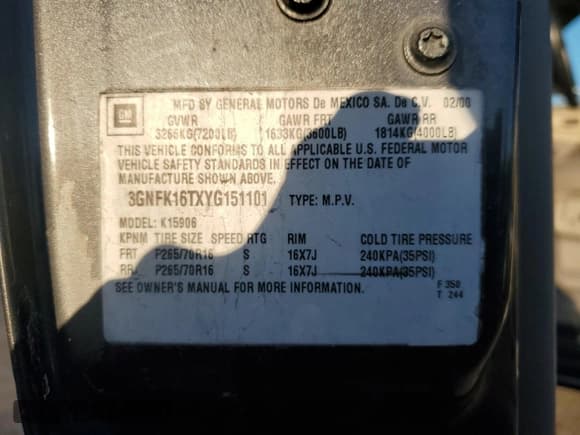 GM MFD BY GENERAL MOTORS De MEXICO SA. De C.V. 02/00
GVWR GAWR FRT GAWR RR
3266KG(7200LB) 1633KG(3600LB) 1814KG(4000LB)
THIS VEHICLE CONFORMS TO ALL APPLICABLE U.S. FEDERAL MOTOR
VEHICLE SAFETY STANDARDS IN EFFECT ON THE DATE OF
MANUFACTURE SHOWN ABOVE.
3GNFK16TXYG151101 TYPE: M.P.V.
MODEL: K15906
KPNM TIRE SIZE SPEED RTG RIM COLD TIRE PRESSURE
FRT P265/70R16 S 16X7J 240KPA(35PSI)
RR P265/70R16 S 16X7J 240KPA(35PSI)
SEE OWNER'S MANUAL FOR MORE INFORMATION. F 350
T 244